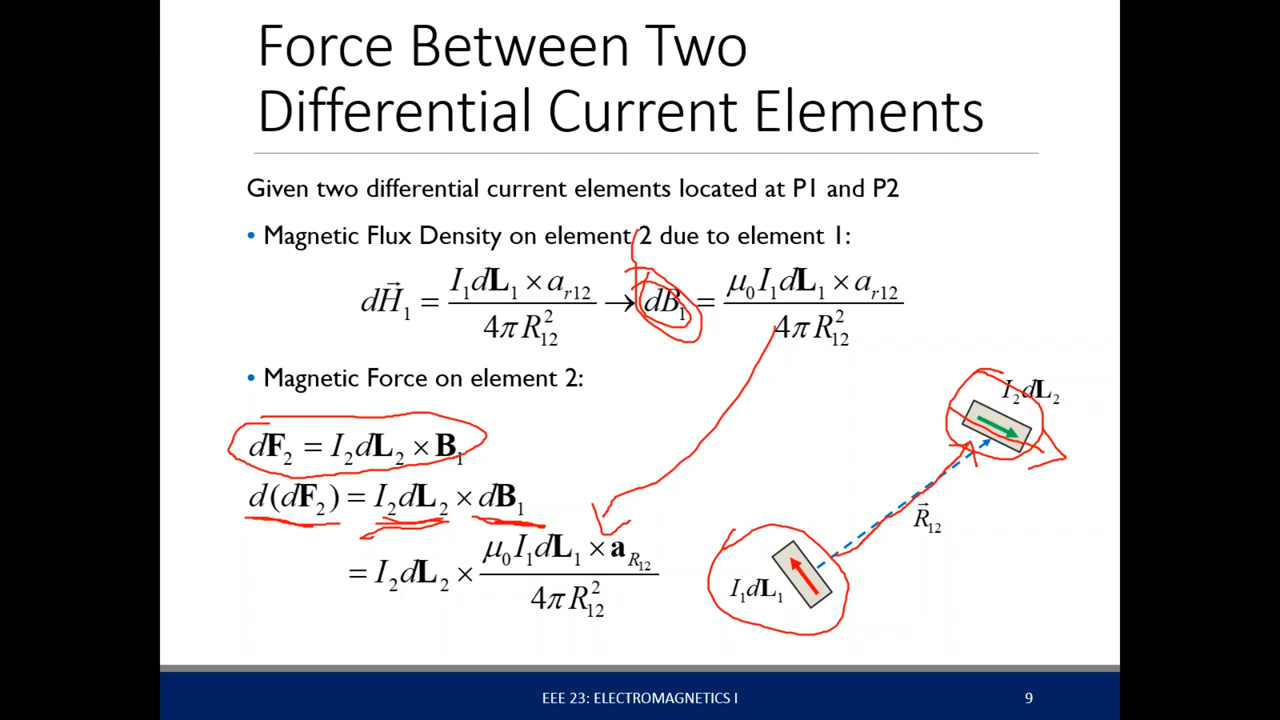 Force Between Two
Differential Current Elements
Given two differential current elements located at P1 and P2
• Magnetic Flux Density on element 2 due to element 1:
dH⃗₁ = (I₁dL₁ × a_r12) / (4πR₁₂²) → dB₁ = (μ₀I₁dL₁ × a_r12) / (4πR₁₂²)
• Magnetic Force on element 2:
dF₂ = I₂dL₂ × B₁
d(dF₂) = I₂dL₂ × dB₁
= I₂dL₂ × (μ₀I₁dL₁ × a_R₁₂) / (4πR₁₂²)
I₂dL₂
R⃗₁₂
I₁dL₁
EEE 23: ELECTROMAGNETICS I
9